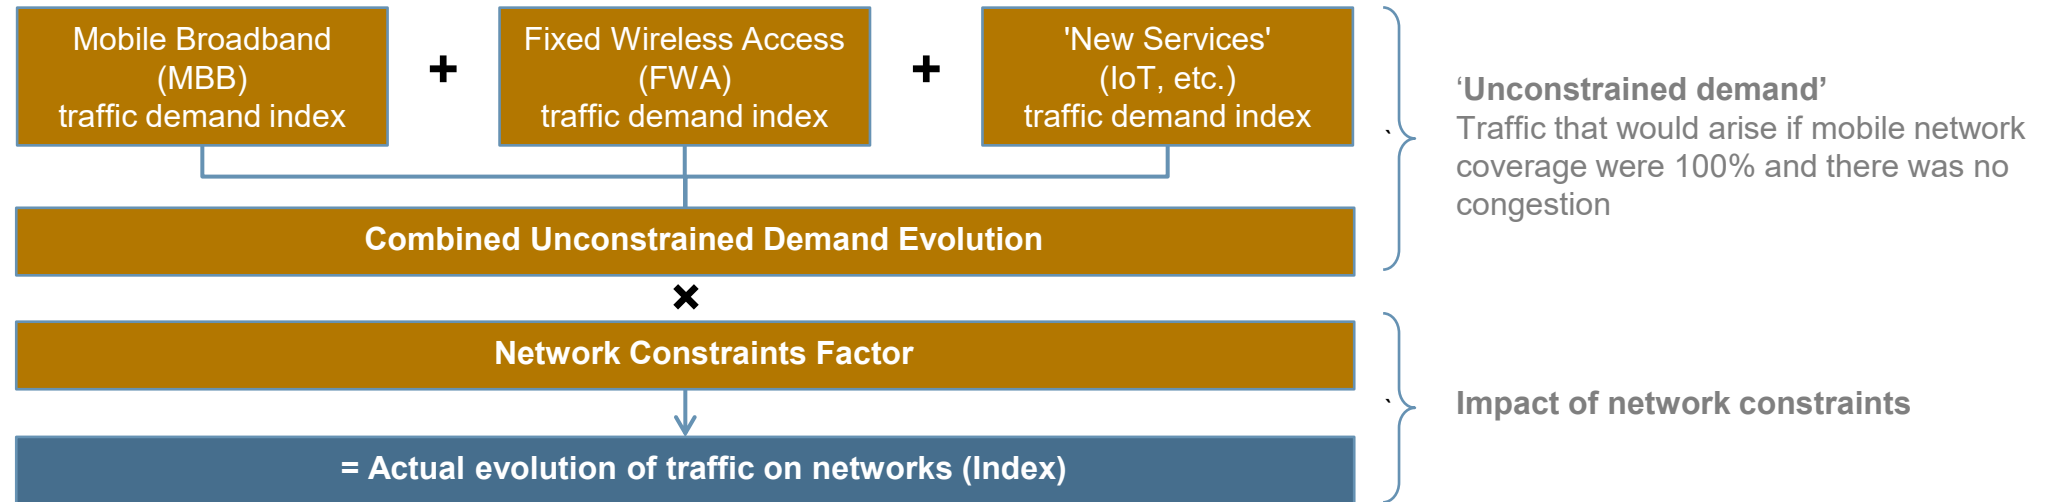 Mobile Broadband
(MBB)
traffic demand index
+
Fixed Wireless Access
(FWA)
traffic demand index
+
'New Services'
(IoT, etc.)
traffic demand index
‘Unconstrained demand’
Traffic that would arise if mobile network
coverage were 100% and there was no
congestion
`
Combined Unconstrained Demand Evolution
×
Network Constraints Factor
`
Impact of network constraints
= Actual evolution of traffic on networks (Index)